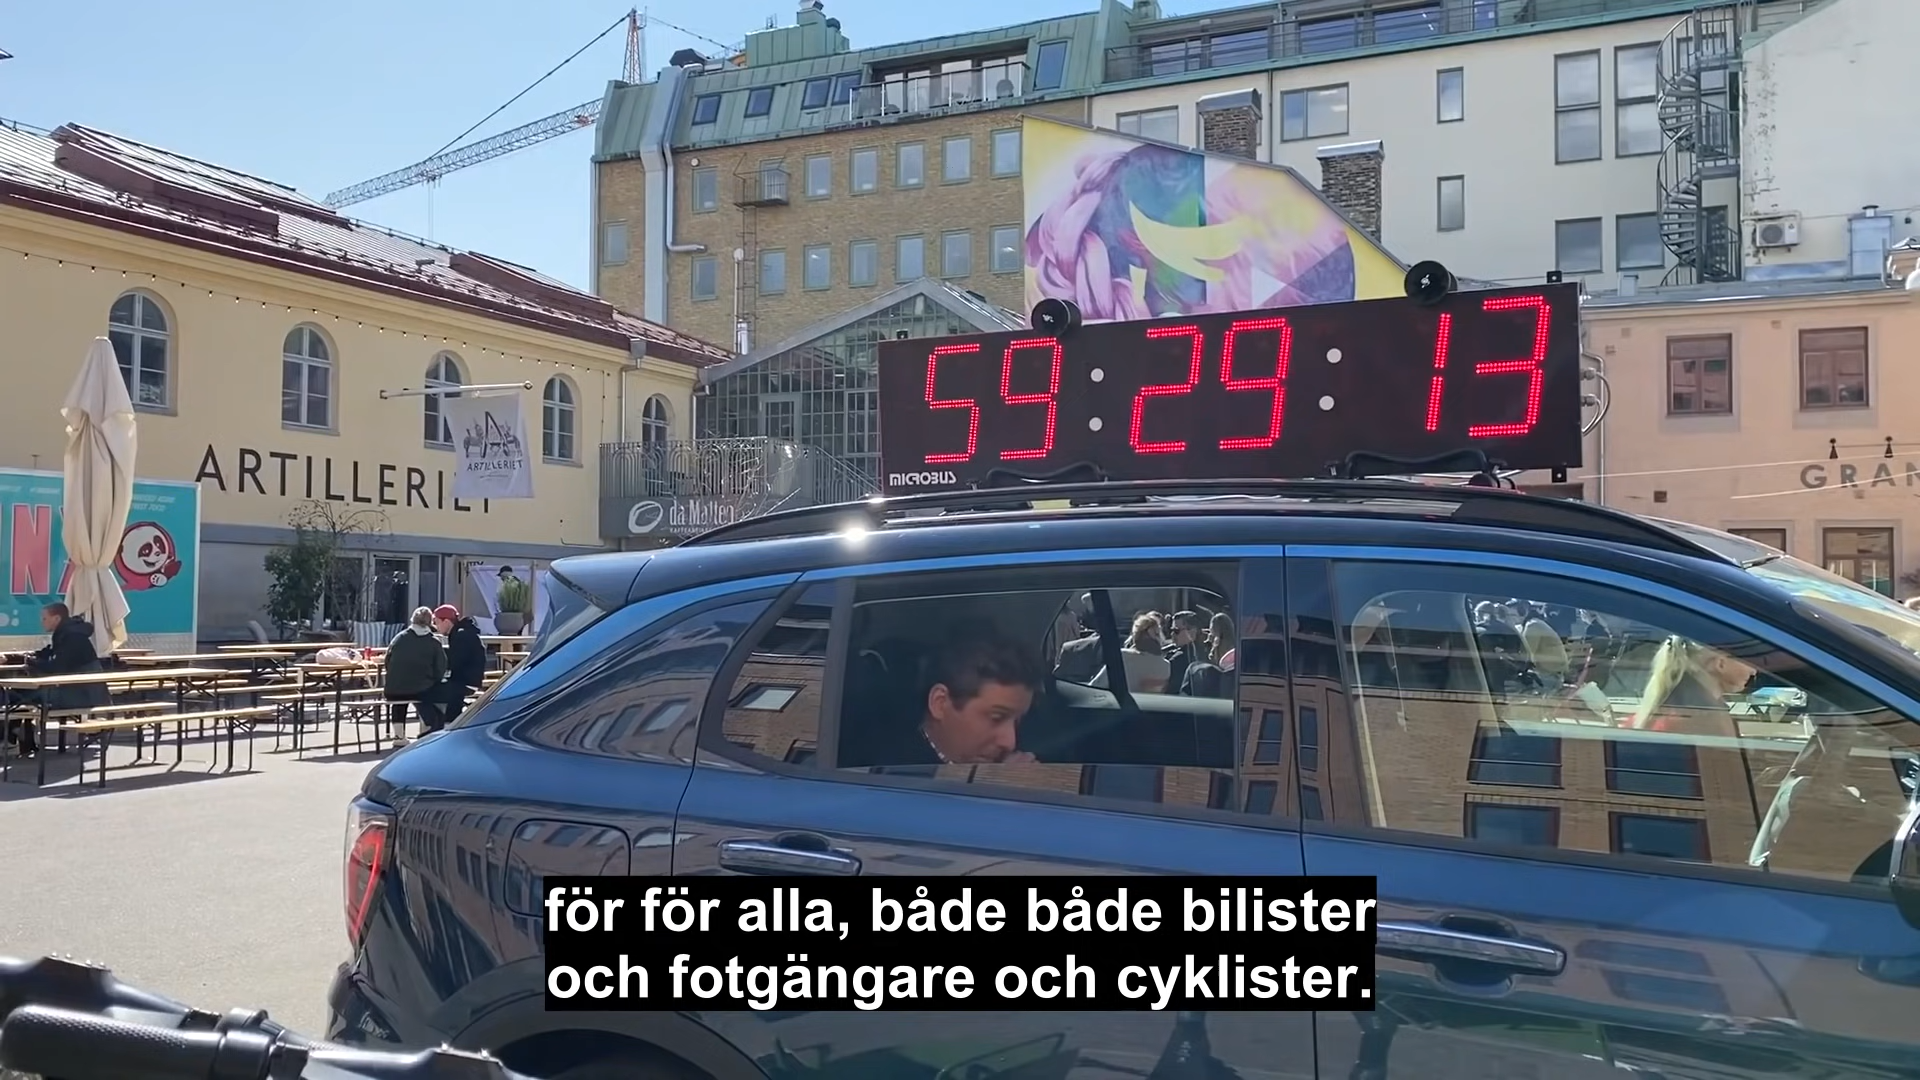 59:29:13
MICROBUS
ARTILLERIET
ARTILLERIET
da Matteo
GRAN
för för alla, både både bilister
och fotgängare och cyklister.